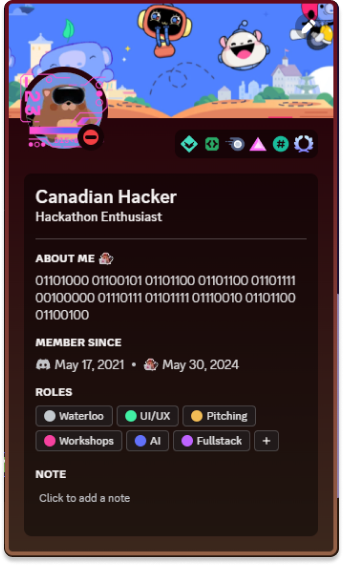 Canadian Hacker
Hackathon Enthusiast
ABOUT ME
01101000 01100101 01101100 01101100 01101111
00100000 01110111 01101111 01110010 01101100
01100100
MEMBER SINCE
May 17, 2021 • May 30, 2024
ROLES
Waterloo UI/UX Pitching
Workshops AI Fullstack +
NOTE
Click to add a note